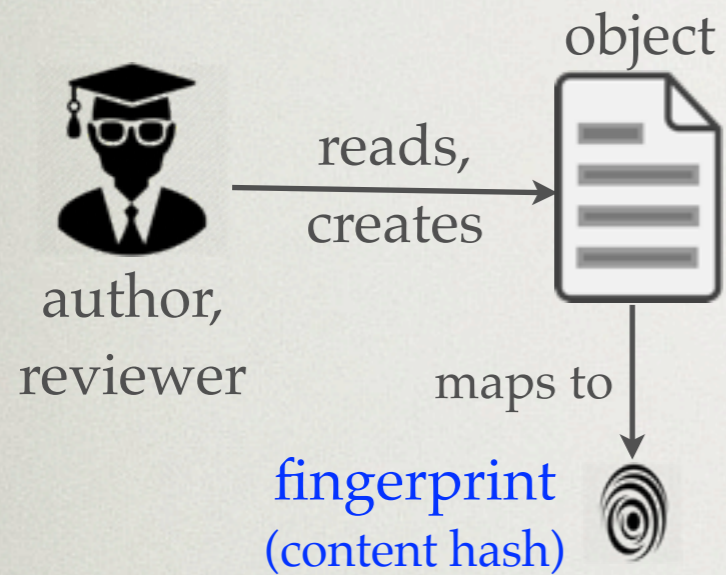 object
reads,
creates
author,
reviewer
maps to
fingerprint
(content hash)